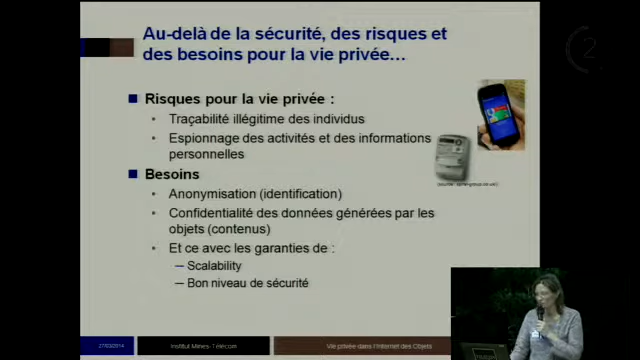 Au-delà de la sécurité, des risques et
des besoins pour la vie privée…
Risques pour la vie privée :
Traçabilité illégitime des individus
Espionnage des activités et des informations
personnelles
Besoins
Anonymisation (identification)
Confidentialité des données générées par les
objets (contenus)
Et ce avec les garanties de :
– Scalability
– Bon niveau de sécurité
27/03/2014
Institut Mines-Télécom
Vie privée dans l'Internet des Objets
2